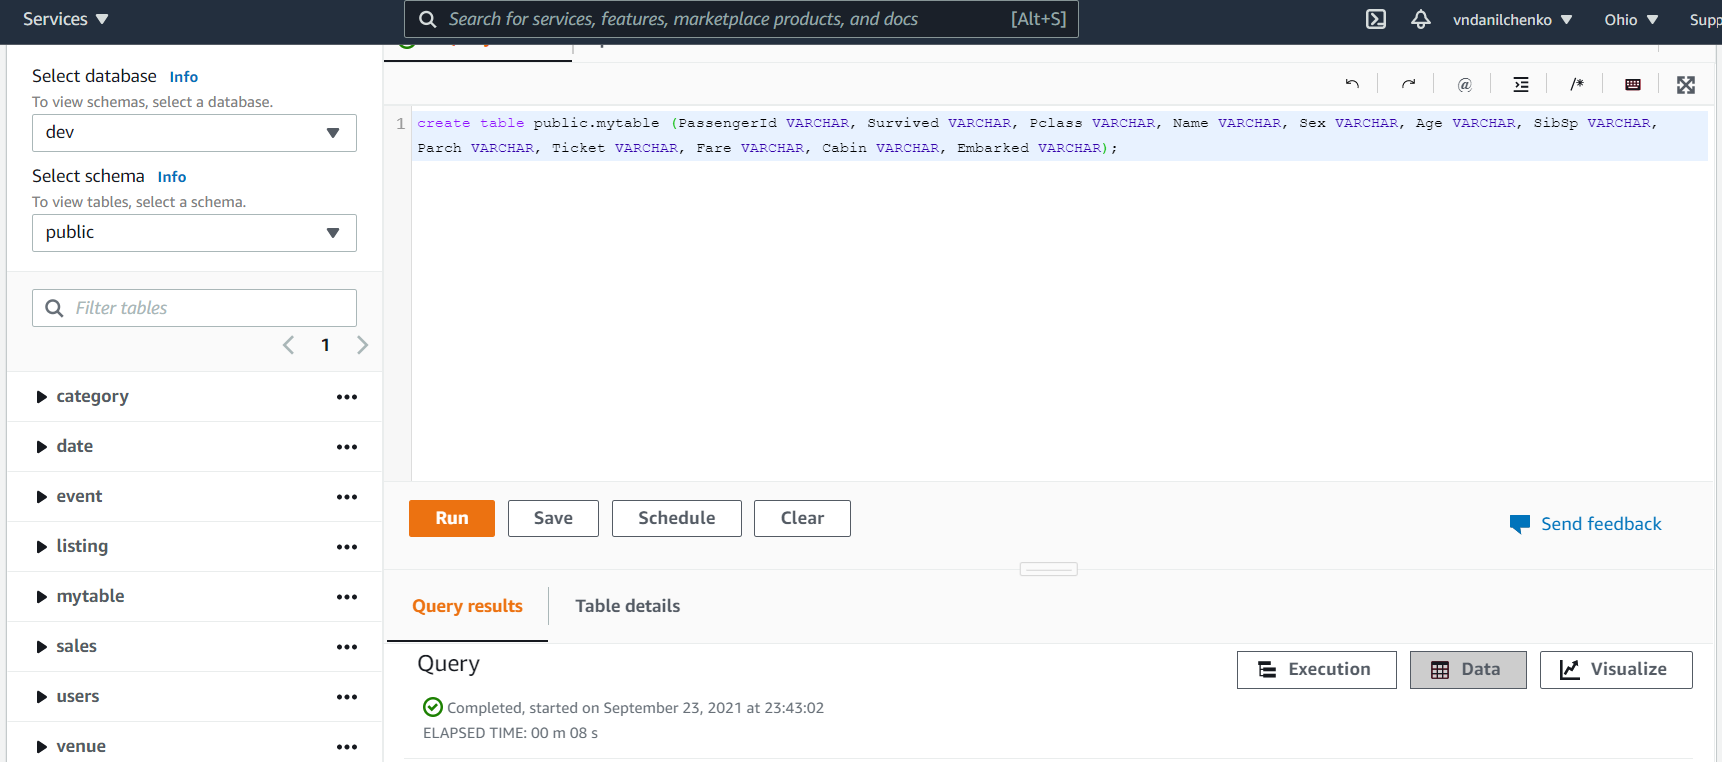 Services
Search for services, features, marketplace products, and docs [Alt+S]
vndanilchenko
Ohio
Supp
Select database Info
To view schemas, select a database.
dev
Select schema Info
To view tables, select a schema.
public
Filter tables
1
category
date
event
listing
mytable
sales
users
venue
@
/*
1 create table public.mytable (PassengerId VARCHAR, Survived VARCHAR, Pclass VARCHAR, Name VARCHAR, Sex VARCHAR, Age VARCHAR, SibSp VARCHAR,
Parch VARCHAR, Ticket VARCHAR, Fare VARCHAR, Cabin VARCHAR, Embarked VARCHAR);
Run Save Schedule Clear
Send feedback
Query results Table details
Query
Execution Data Visualize
Completed, started on September 23, 2021 at 23:43:02
ELAPSED TIME: 00 m 08 s